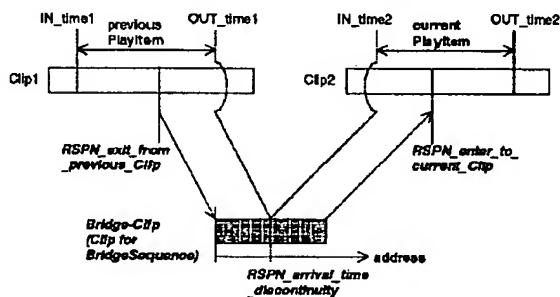 IN_time1
previous
PlayItem
OUT_time1
IN_time2
current
PlayItem
OUT_time2
Clip1
Clip2
RSPN_exit_from
_previous_Clip
RSPN_enter_to_
current_Clip
Bridge-Clip
(Clip for
BridgeSequence)
address
RSPN_arrival_time
_discontinuity